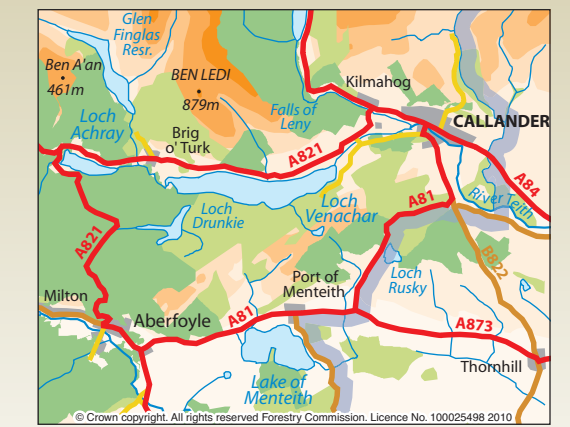 Glen
Finglas
Resr.
Ben A'an
461m
BEN LEDI
879m
Kilmahog
Loch
Achray
Brig
o' Turk
Falls of
Leny
CALLANDER
A821
A84
Loch
Drunkie
Loch
Venachar
A81
River Teith
A821
B822
Loch
Rusky
Port of
Menteith
Milton
Aberfoyle
A81
A873
Thornhill
Lake of
Menteith
© Crown copyright. All rights reserved Forestry Commission. Licence No. 100025498 2010